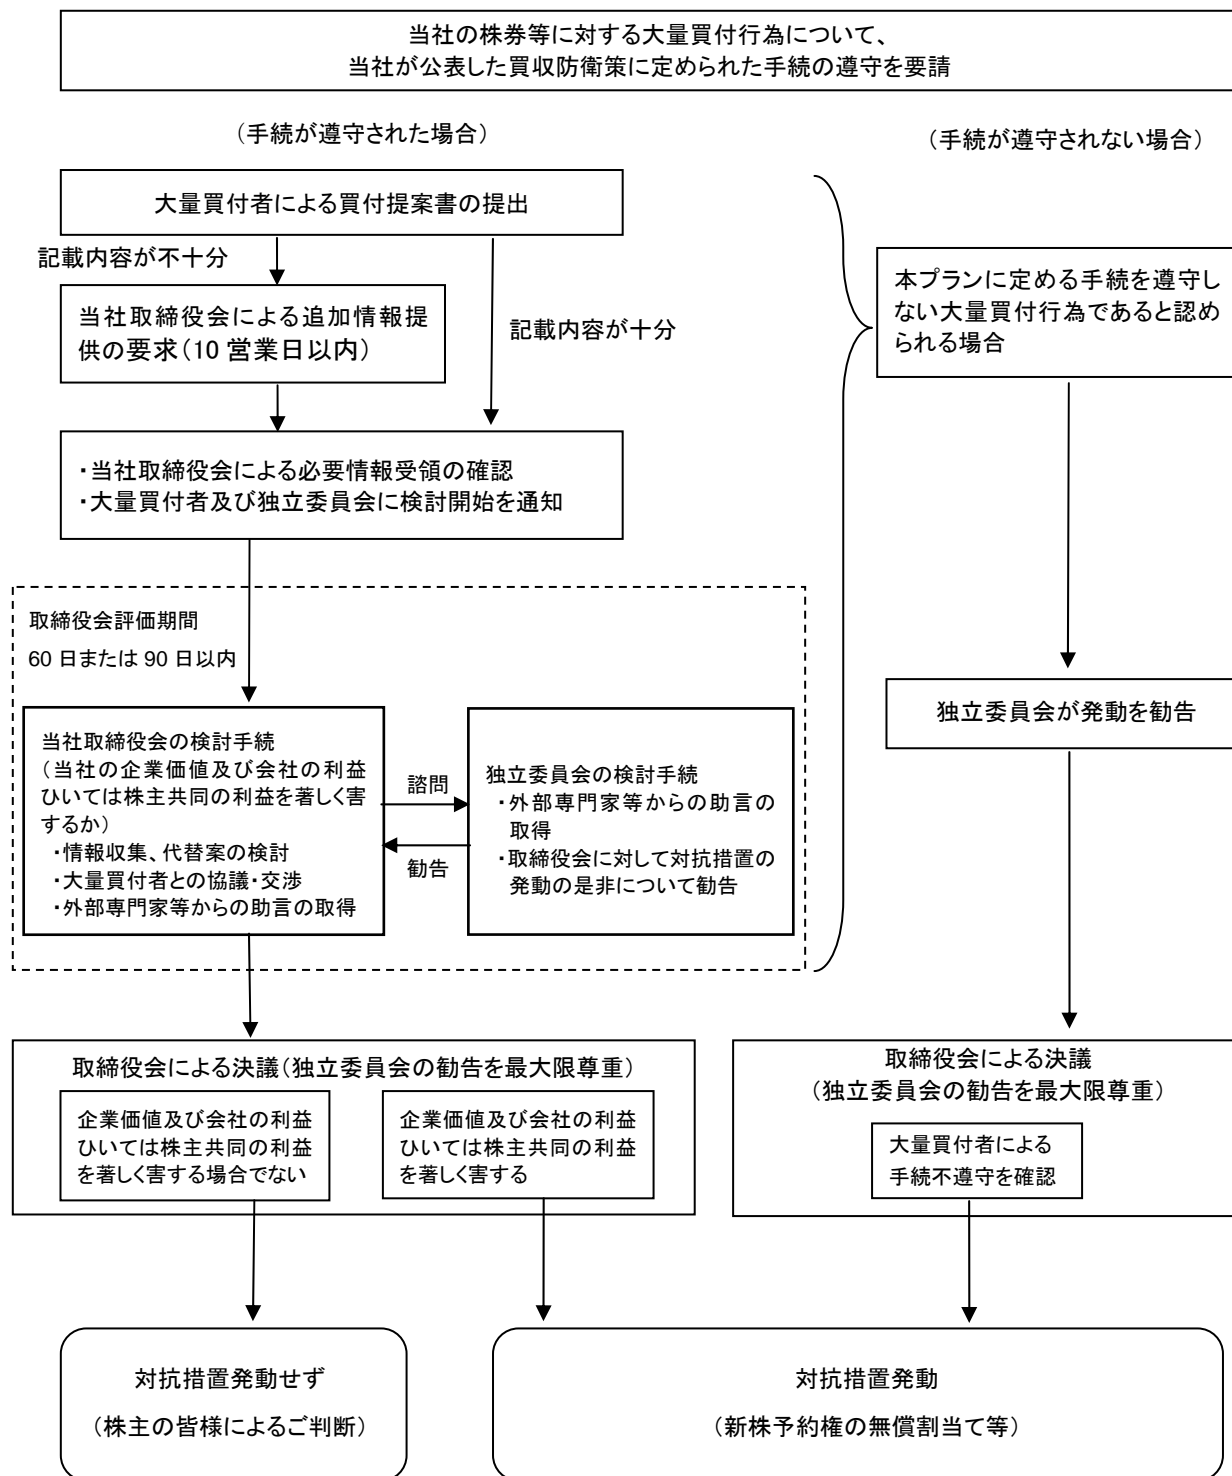 当社の株券等に対する大量買付行為について、
当社が公表した買収防衛策に定められた手続の遵守を要請
（手続が遵守された場合）
（手続が遵守されない場合）
大量買付者による買付提案書の提出
記載内容が不十分
当社取締役会による追加情報提
供の要求（10 営業日以内）
記載内容が十分
本プランに定める手続を遵守し
ない大量買付行為であると認め
られる場合
・当社取締役会による必要情報受領の確認
・大量買付者及び独立委員会に検討開始を通知
取締役会評価期間
60 日または 90 日以内
独立委員会が発動を勧告
当社取締役会の検討手続
（当社の企業価値及び会社の利益
ひいては株主共同の利益を著しく害
するか）
・情報収集、代替案の検討
・大量買付者との協議・交渉
・外部専門家等からの助言の取得
諮問
勧告
独立委員会の検討手続
・外部専門家等からの助言の
取得
・取締役会に対して対抗措置の
発動の是非について勧告
取締役会による決議（独立委員会の勧告を最大限尊重）
企業価値及び会社の利益
ひいては株主共同の利益
を著しく害する場合でない
企業価値及び会社の利益
ひいては株主共同の利益
を著しく害する
取締役会による決議
（独立委員会の勧告を最大限尊重）
大量買付者による
手続不遵守を確認
対抗措置発動せず
（株主の皆様によるご判断）
対抗措置発動
（新株予約権の無償割当て等）